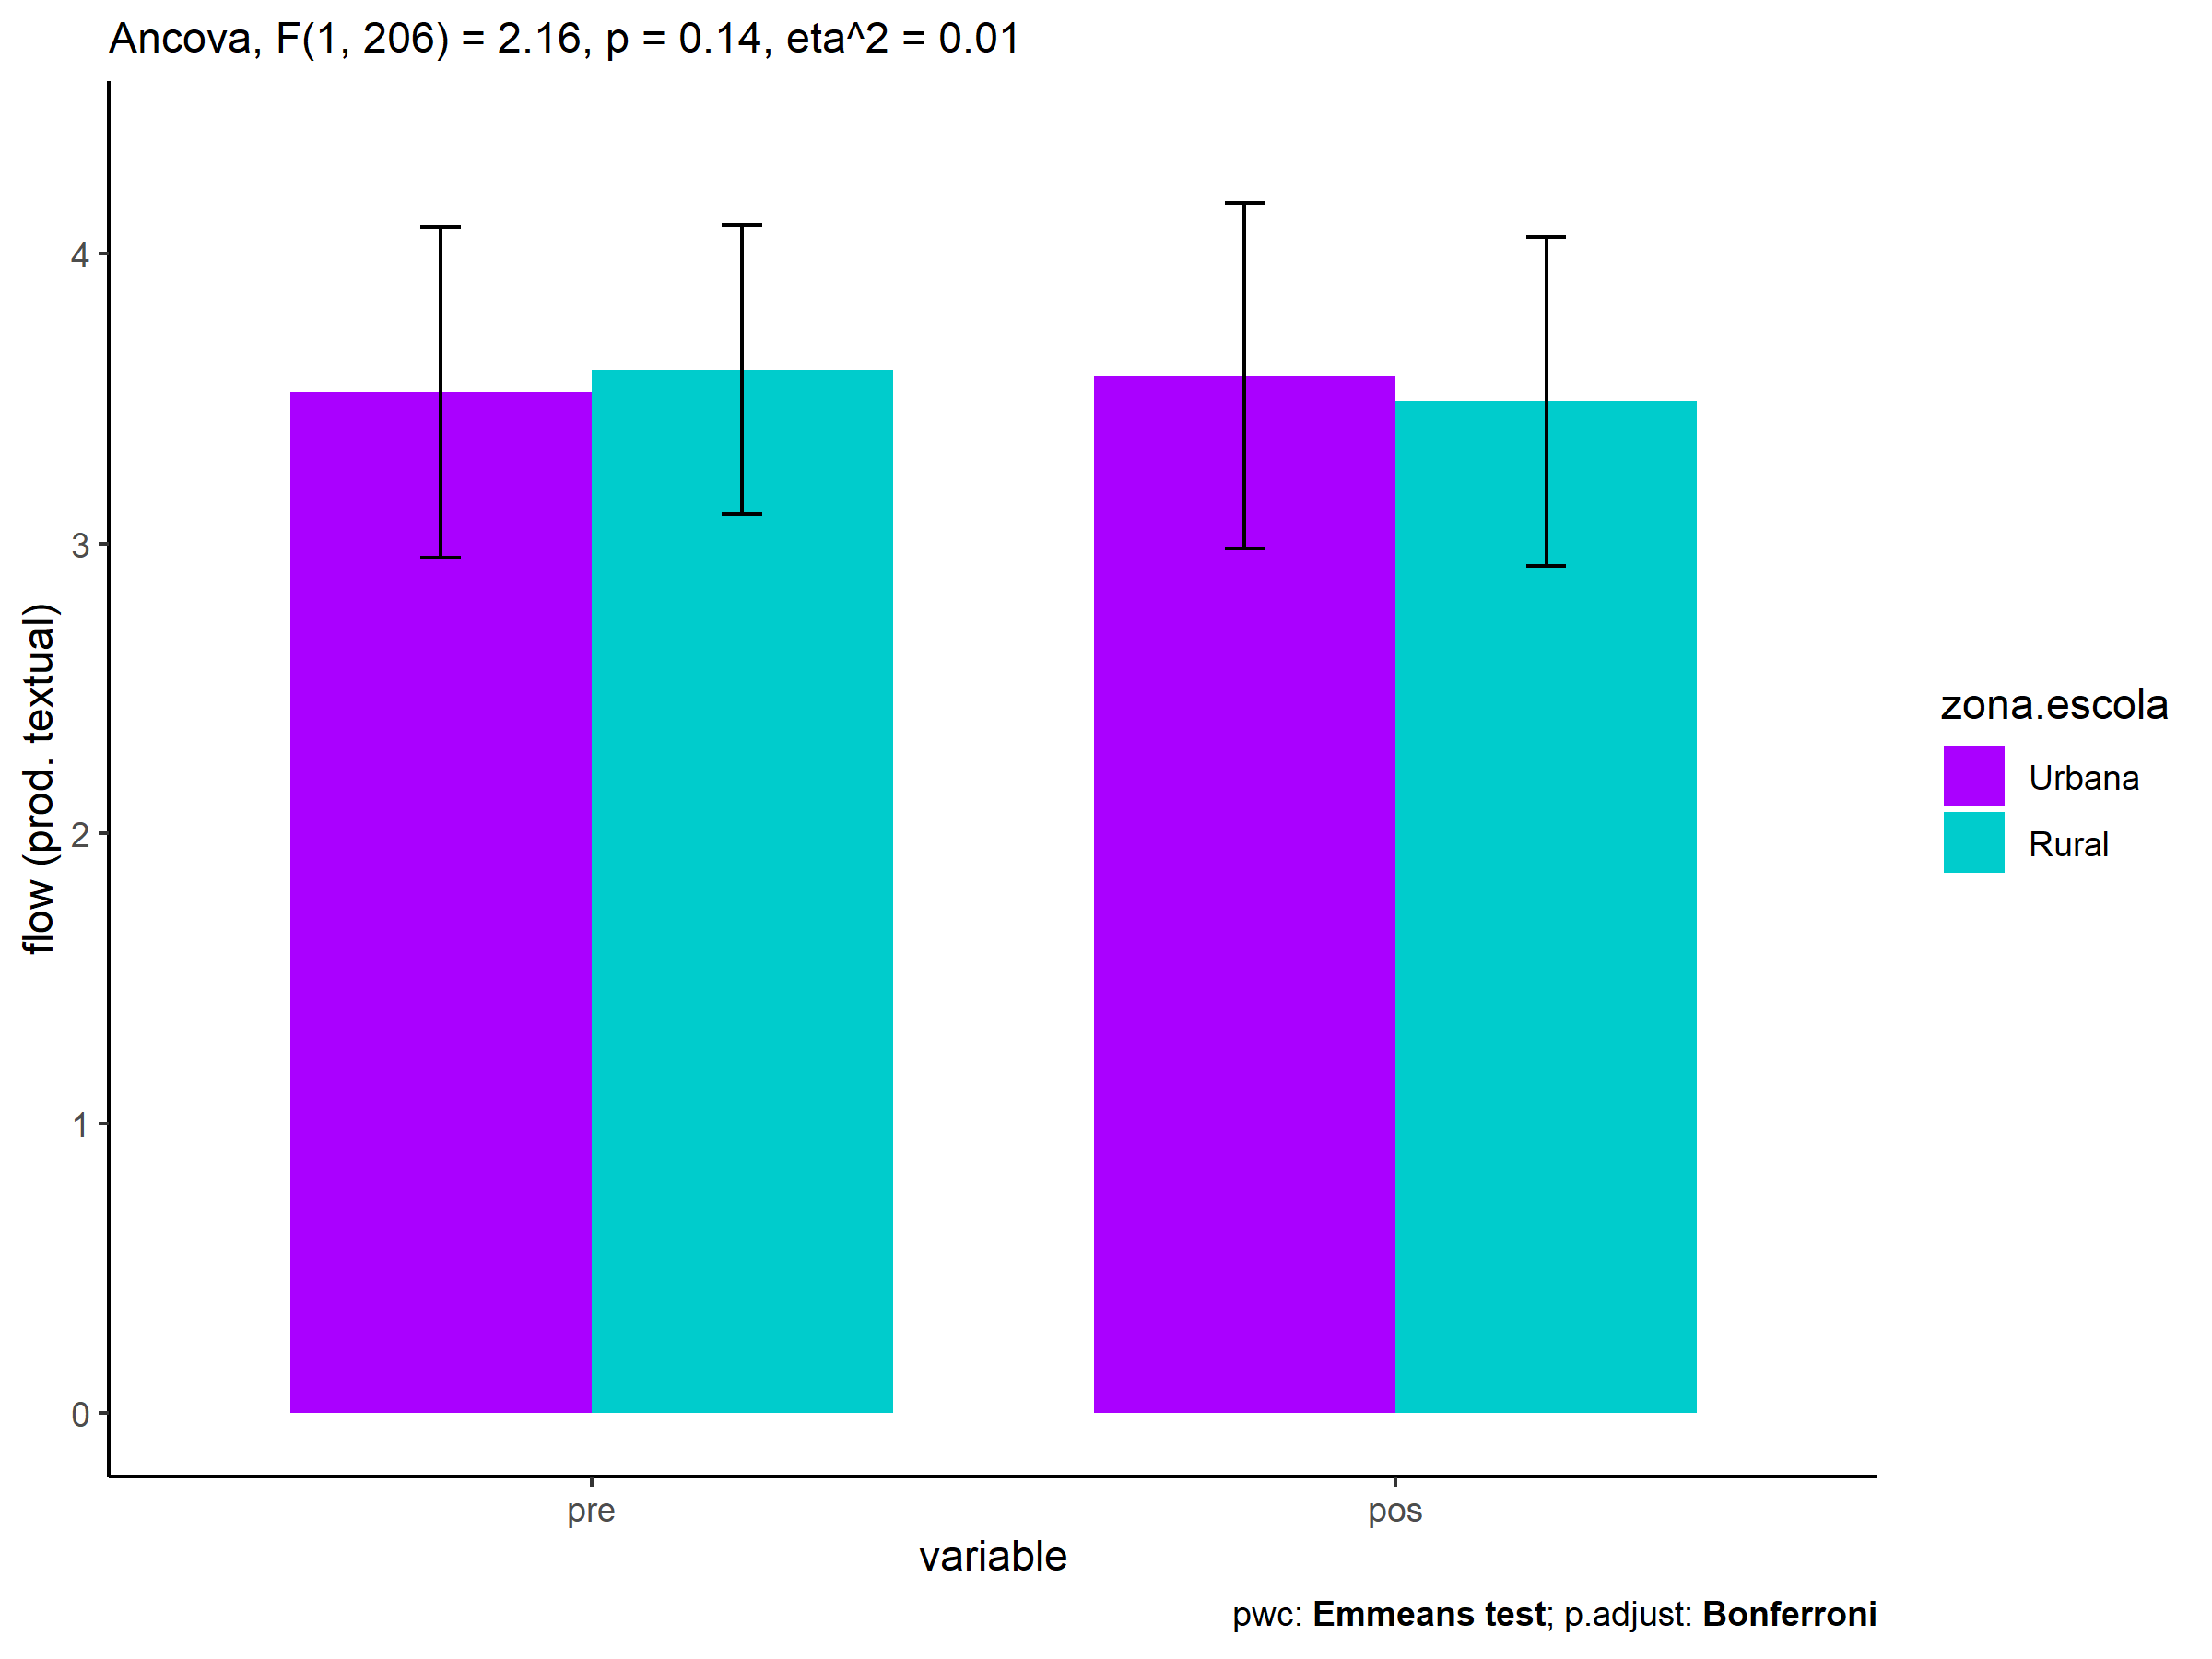 Ancova, F(1, 206) = 2.16, p = 0.14, eta^2 = 0.01
flow (prod. textual)
4
3
2
1
0
pre
pos
variable
zona.escola
Urbana
Rural
pwc: Emmeans test; p.adjust: Bonferroni